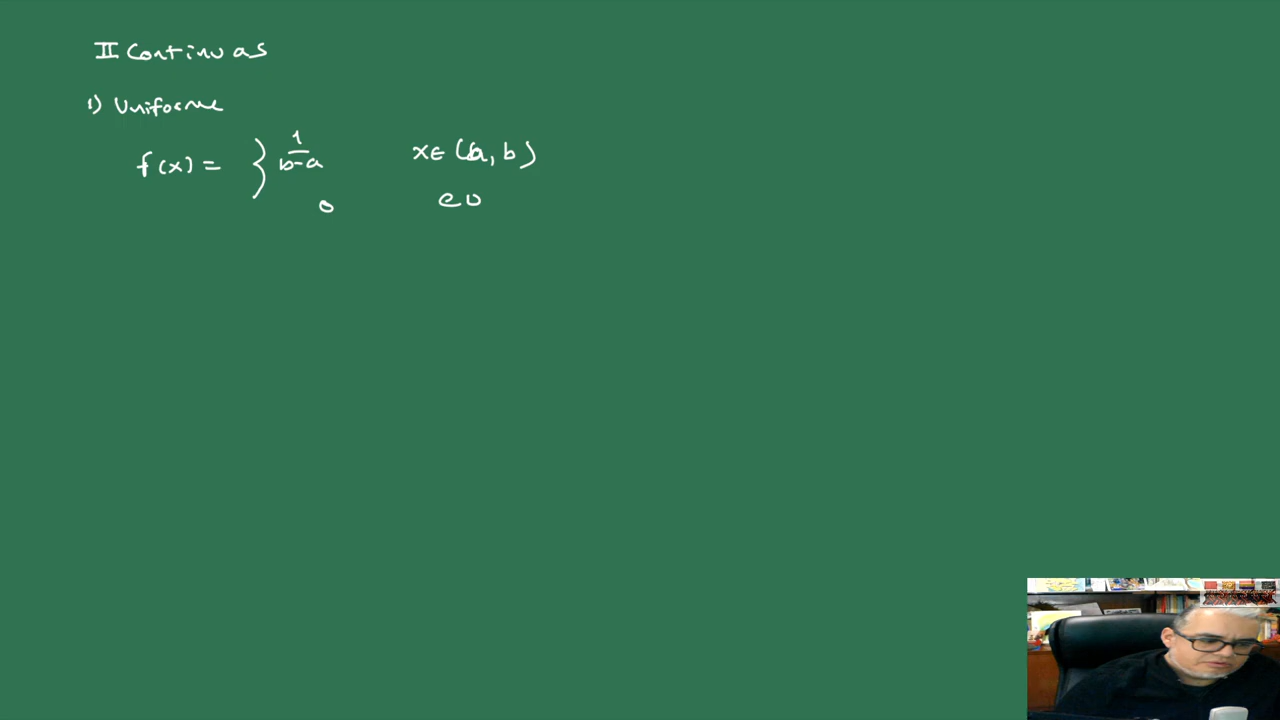 II Continuas
1) Uniforme
f(x) = } 1/b-a x∈ (a, b)
0 eo